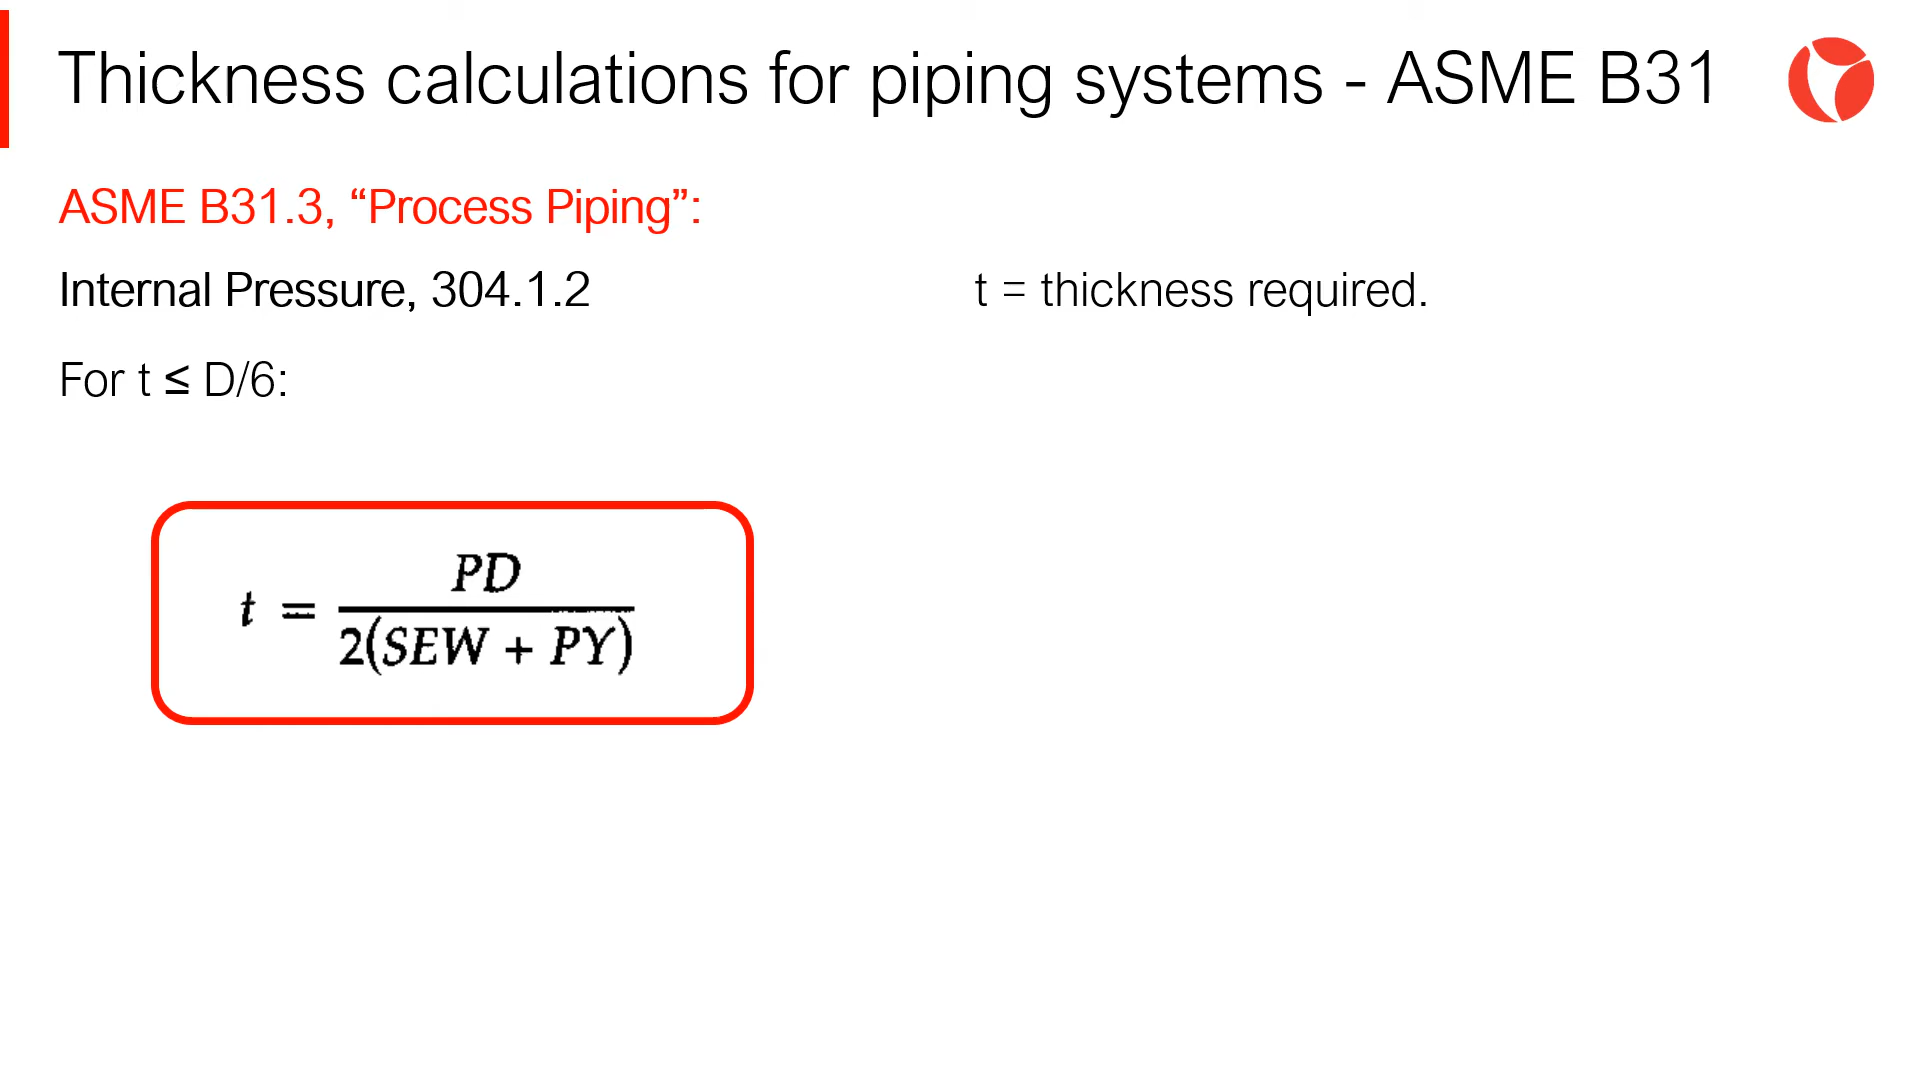 Thickness calculations for piping systems - ASME B31
ASME B31.3, “Process Piping”:
Internal Pressure, 304.1.2
t = thickness required.
For t ≤ D/6:
t = PD / 2(SEW + PY)